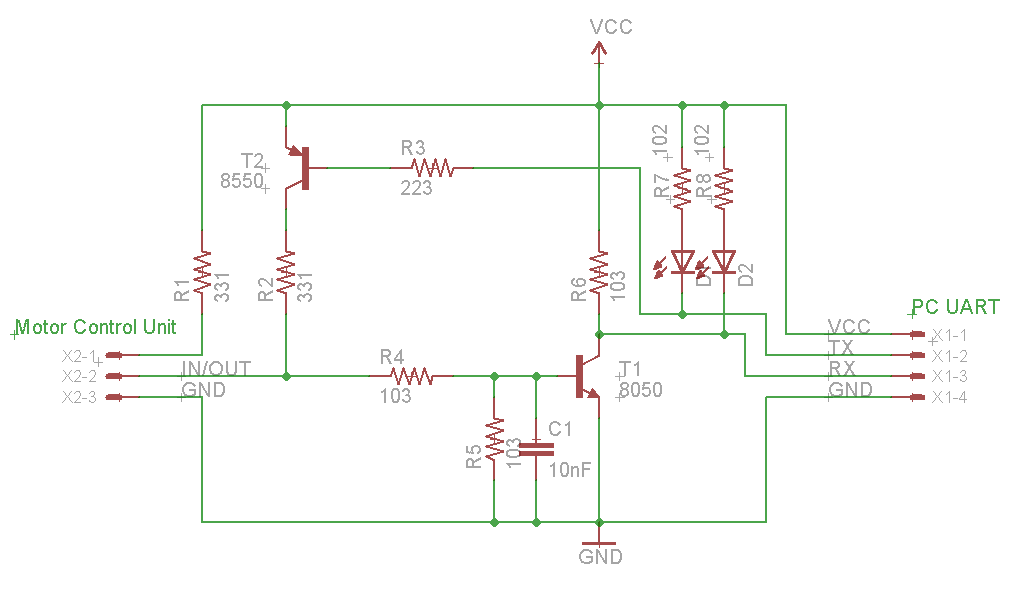 VCC
T2
8550
R3
223
102
102
R7
R8
R1
331
R2
331
R6
103
D
D2
Motor Control Unit
PC UART
X2-1
X2-2
X2-3
IN/OUT
GND
R4
103
T1
8050
VCC
TX
RX
GND
X1-1
X1-2
X1-3
X1-4
R5
103
C1
10nF
GND